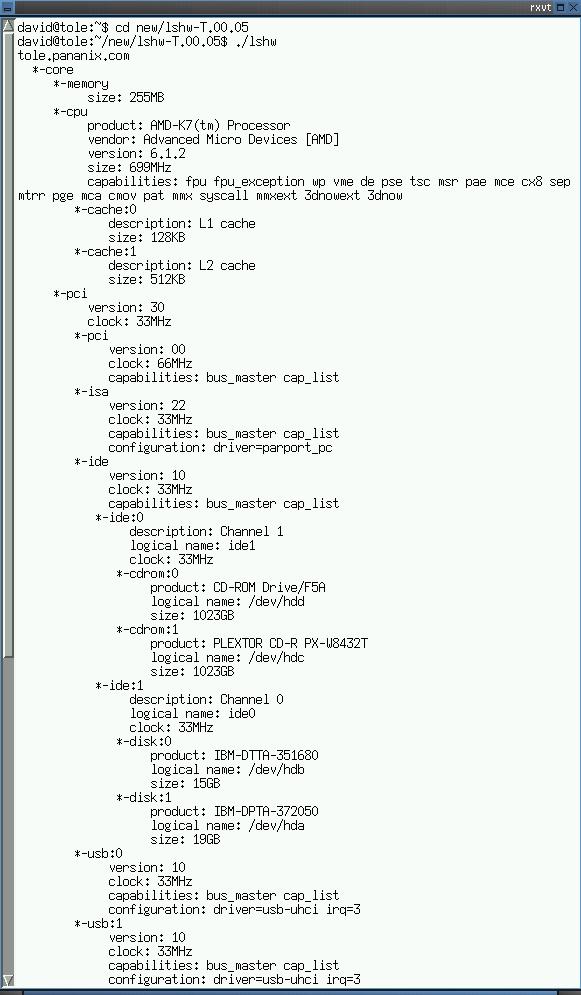 rxvt
david@tole:~$ cd new/lshw-T.00.05
david@tole:~/new/lshw-T.00.05$ ./lshw
tole.pananix.com
*-core
*-memory
size: 255MB
*-cpu
product: AMD-K7(tm) Processor
vendor: Advanced Micro Devices [AMD]
version: 6.1.2
size: 699MHz
capabilities: fpu fpu_exception wp vme de pse tsc msr pae mce cx8 sep
mtrr pge mca cmov pat mmx syscall mmxext 3dnowext 3dnow
*-cache:0
description: L1 cache
size: 128KB
*-cache:1
description: L2 cache
size: 512KB
*-pci
version: 30
clock: 33MHz
*-pci
version: 00
clock: 66MHz
capabilities: bus_master cap_list
*-isa
version: 22
clock: 33MHz
capabilities: bus_master cap_list
configuration: driver=parport_pc
*-ide
version: 10
clock: 33MHz
capabilities: bus_master cap_list
*-ide:0
description: Channel 1
logical name: ide1
clock: 33MHz
*-cdrom:0
product: CD-ROM Drive/F5A
logical name: /dev/hdd
size: 1023GB
*-cdrom:1
product: PLEXTOR CD-R PX-W8432T
logical name: /dev/hdc
size: 1023GB
*-ide:1
description: Channel 0
logical name: ide0
clock: 33MHz
*-disk:0
product: IBM-DTTA-351680
logical name: /dev/hdb
size: 15GB
*-disk:1
product: IBM-DPTA-372050
logical name: /dev/hda
size: 19GB
*-usb:0
version: 10
clock: 33MHz
capabilities: bus_master cap_list
configuration: driver=usb-uhci irq=3
*-usb:1
version: 10
clock: 33MHz
capabilities: bus_master cap_list
configuration: driver=usb-uhci irq=3